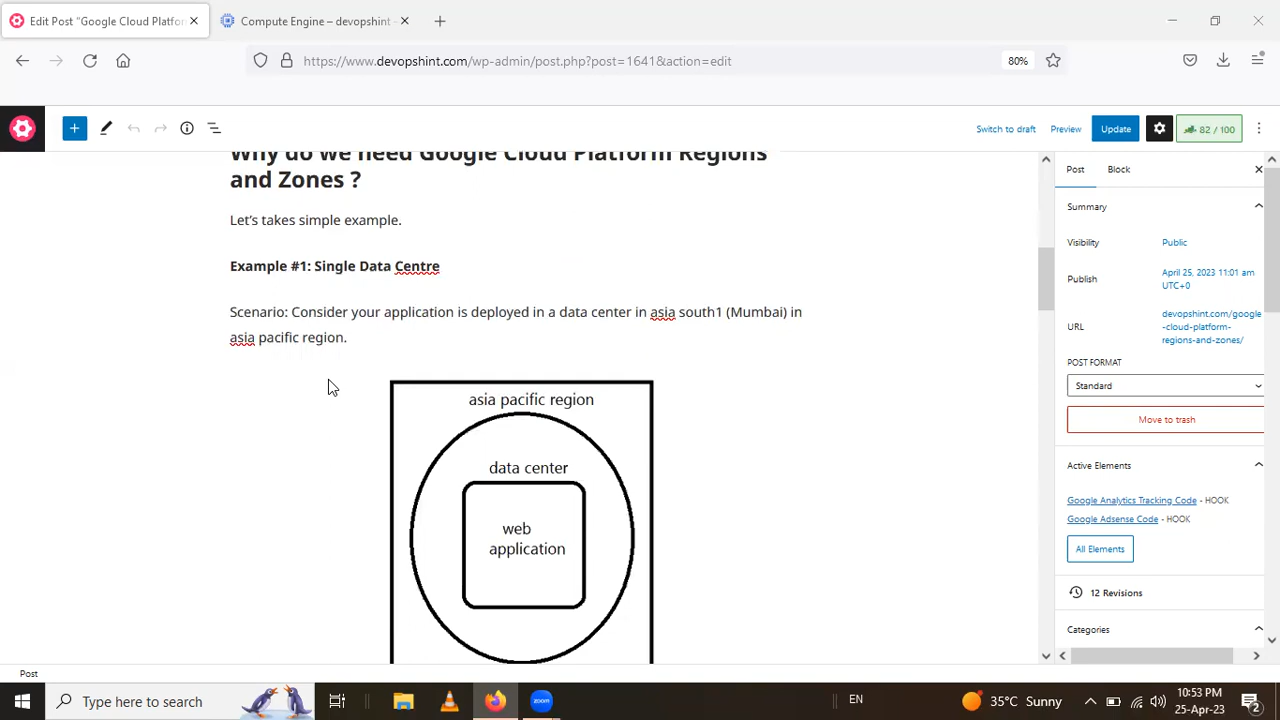 Edit Post "Google Cloud Platfor
Compute Engine – devopshint -
https://www.devopshint.com/wp-admin/post.php?post=1641&action=edit
80%
Switch to draft
Preview
Update
82 / 100
Why do we need Google Cloud Platform Regions
and Zones ?
Let's takes simple example.
Example #1: Single Data Centre
Scenario: Consider your application is deployed in a data center in asia south1 (Mumbai) in
asia pacific region.
asia pacific region
data center
web
application
Post
Block
Summary
Visibility
Public
Publish
April 25, 2023 11:01 am
UTC+0
URL
devopshint.com/google
-cloud-platform-
regions-and-zones/
POST FORMAT
Standard
Move to trash
Active Elements
Google Analytics Tracking Code - HOOK
Google Adsense Code - HOOK
All Elements
12 Revisions
Categories
Post
Type here to search
zoom
EN
35°C Sunny
10:53 PM
25-Apr-23
2